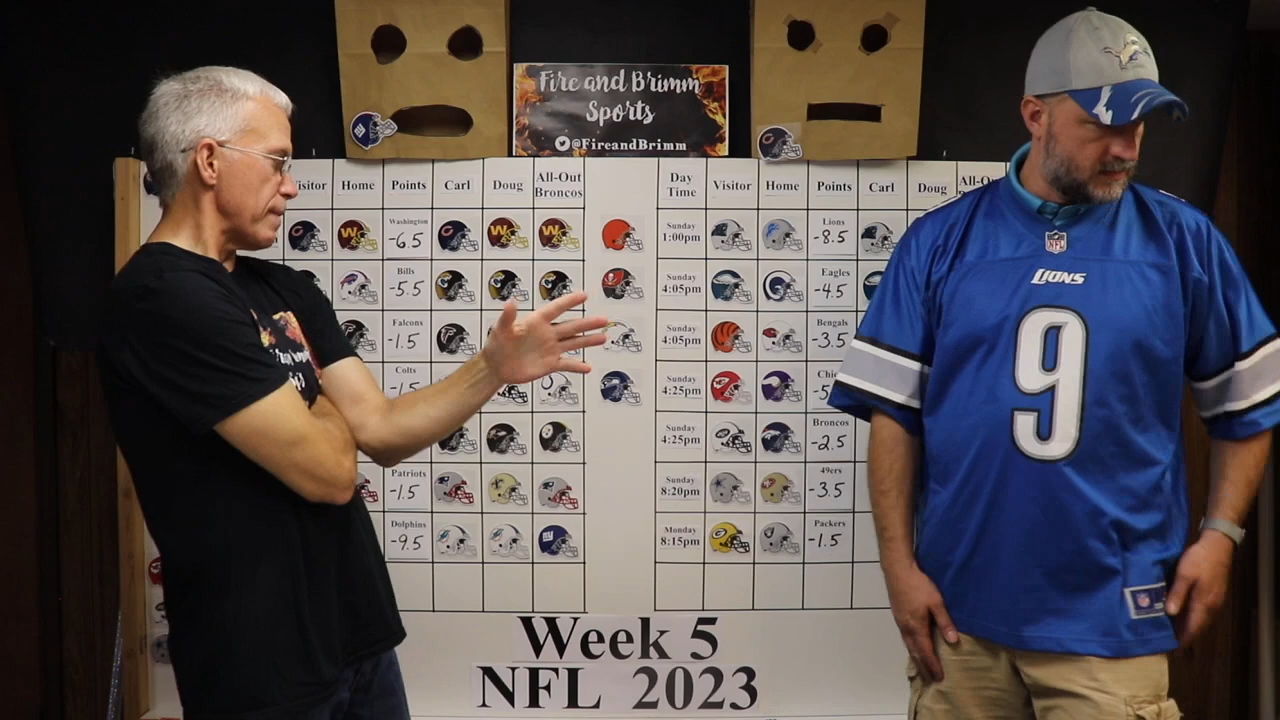 Fire and Brimm
Sports
@FireandBrimm
Home Points Carl Doug All-Out
Broncos
Day
Time Visitor Home Points Carl Doug
Washington
-6.5
Sunday
1:00pm
Lions
-8.5
Bills
-5.5
Sunday
4:05pm
Eagles
-4.5
Falcons
-1.5
Sunday
4:05pm
Bengals
-3.5
Colts
Sunday
4:25pm
Sunday
4:25pm
Broncos
-2.5
Patriots
-1.5
Sunday
8:20pm
49ers
-3.5
Dolphins
-9.5
Monday
8:15pm
Packers
-1.5
NFL
LIONS
9
Week 5
NFL 2023